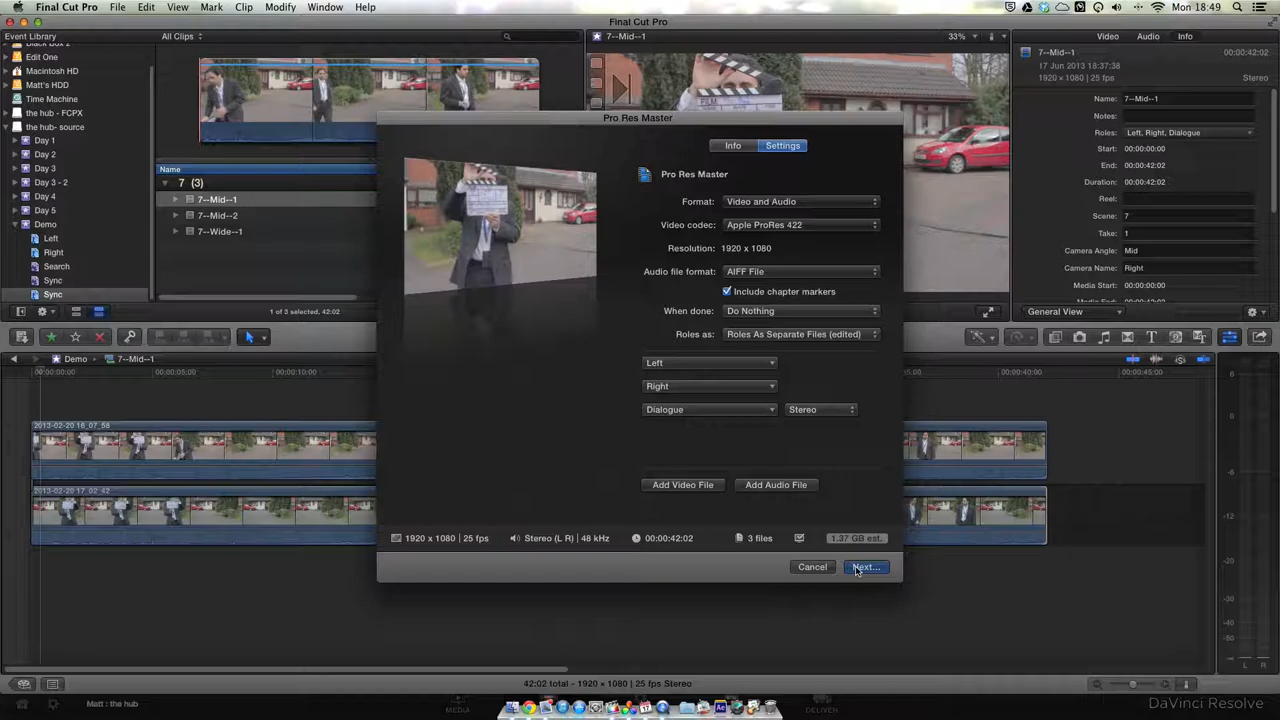 Final Cut Pro File Edit View Mark Clip Modify Window Help
Mon 18:49
Final Cut Pro
Event Library
All Clips
7--Mid--1
33%
Video Audio Info
Black Box 2
Edit One
Macintosh HD
Matt's HDD
Time Machine
the hub - FCPX
the hub- source
Day 1
Day 2
Day 3
Day 3 - 2
Day 4
Day 5
Demo
Left
Right
Search
Sync
Sync
Name
7 (3)
7--Mid--1
7--Mid--2
7--Wide--1
1 of 3 selected, 42:02
7--Mid--1
00:00:42:02
17 Jun 2013 18:37:38
1920 x 1080 | 25 fps
Stereo
Name: 7--Mid--1
Notes:
Roles: Left, Right, Dialogue
Start: 00:00:00:00
End: 00:00:42:02
Duration: 00:00:42:02
Reel:
Scene: 7
Take: 1
Camera Angle: Mid
Camera Name: Right
Media Start: 00:00:00:00
General View
Pro Res Master
Info Settings
Pro Res Master
Format: Video and Audio
Video codec: Apple ProRes 422
Resolution: 1920 x 1080
Audio file format: AIFF File
Include chapter markers
When done: Do Nothing
Roles as: Roles As Separate Files (edited)
Left
Right
Dialogue Stereo
Add Video File Add Audio File
1920 x 1080 | 25 fps Stereo (L R) | 48 kHz 00:00:42:02 3 files 1.37 GB est.
Cancel Next...
Demo 7--Mid--1
00:00:00:00 00:00:05:00 00:00:10:00 00:00:40:00 00:00:45:00
2013-02-20 16_07_58
2013-02-20 17_02_42
6
0
-6
-12
-20
-30
-40
-50
L R
42:02 total - 1920 x 1080 | 25 fps Stereo
Matt : the hub
MEDIA
DELIVER
DaVinci Resolve